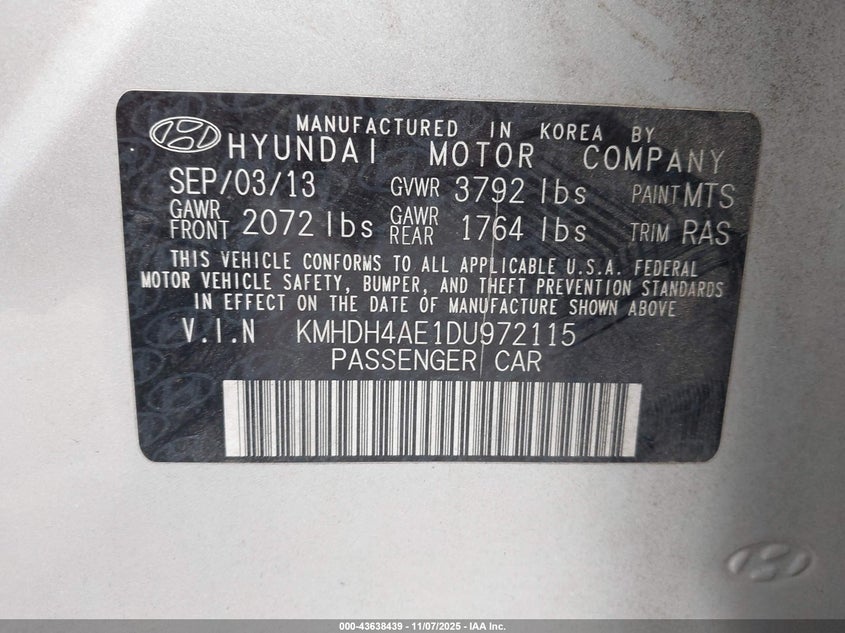 MANUFACTURED IN KOREA BY
HYUNDAI MOTOR COMPANY
SEP/03/13 GVWR 3792 lbs PAINT MTS
GAWR FRONT 2072 lbs GAWR REAR 1764 lbs TRIM RAS
THIS VEHICLE CONFORMS TO ALL APPLICABLE U.S.A. FEDERAL
MOTOR VEHICLE SAFETY, BUMPER, AND THEFT PREVENTION STANDARDS
IN EFFECT ON THE DATE OF MANUFACTURE SHOWN ABOVE
V.I.N KMHDH4AE1DU972115
PASSENGER CAR
000-43638439 - 11/07/2025 - IAA Inc.